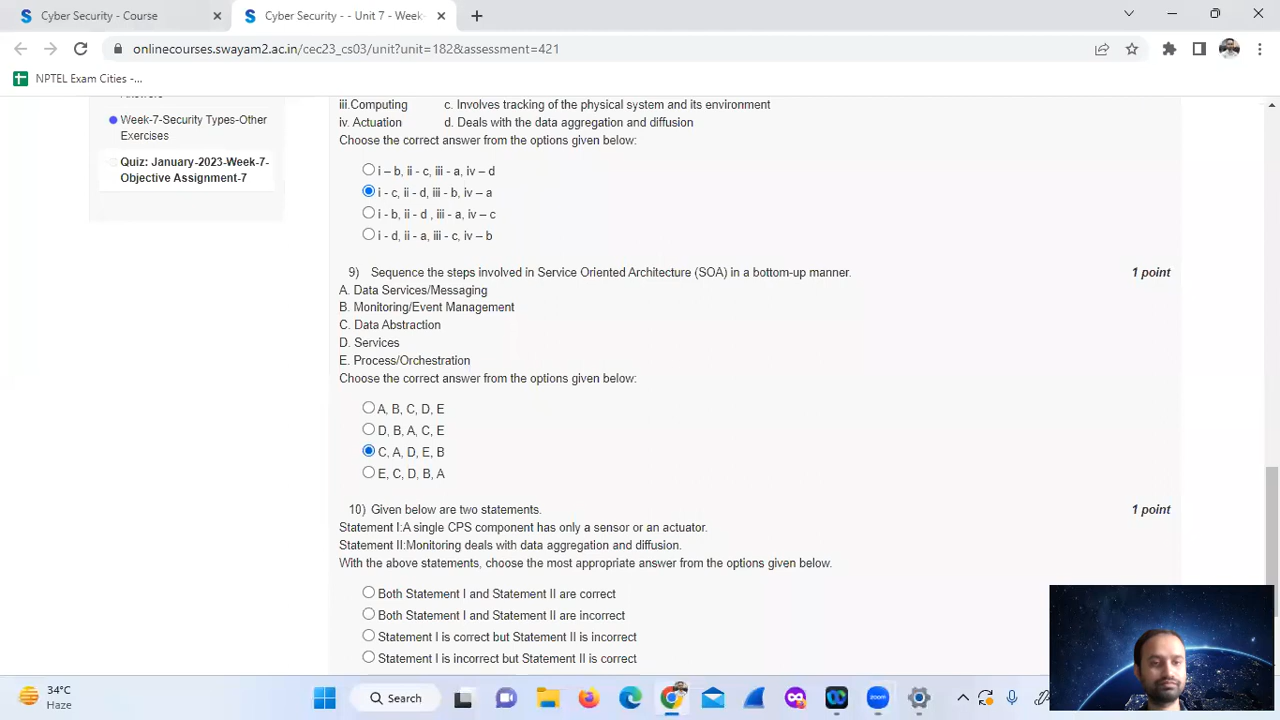 Cyber Security - Course
Cyber Security - - Unit 7 - Week-
onlinecourses.swayam2.ac.in/cec23_cs03/unit?unit=182&assessment=421
NPTEL Exam Cities -...
Week-7-Security Types-Other
Exercises
Quiz: January-2023-Week-7-
Objective Assignment-7
iii.Computing c. Involves tracking of the physical system and its environment
iv. Actuation d. Deals with the data aggregation and diffusion
Choose the correct answer from the options given below:
i – b, ii - c, iii - a, iv – d
i - c, ii - d, iii - b, iv – a
i - b, ii - d , iii - a, iv – c
i - d, ii - a, iii - c, iv – b
9) Sequence the steps involved in Service Oriented Architecture (SOA) in a bottom-up manner. 1 point
A. Data Services/Messaging
B. Monitoring/Event Management
C. Data Abstraction
D. Services
E. Process/Orchestration
Choose the correct answer from the options given below:
A, B, C, D, E
D, B, A, C, E
C, A, D, E, B
E, C, D, B, A
10) Given below are two statements. 1 point
Statement I:A single CPS component has only a sensor or an actuator.
Statement II:Monitoring deals with data aggregation and diffusion.
With the above statements, choose the most appropriate answer from the options given below.
Both Statement I and Statement II are correct
Both Statement I and Statement II are incorrect
Statement I is correct but Statement II is incorrect
Statement I is incorrect but Statement II is correct
34°C
Haze
Search
zoom